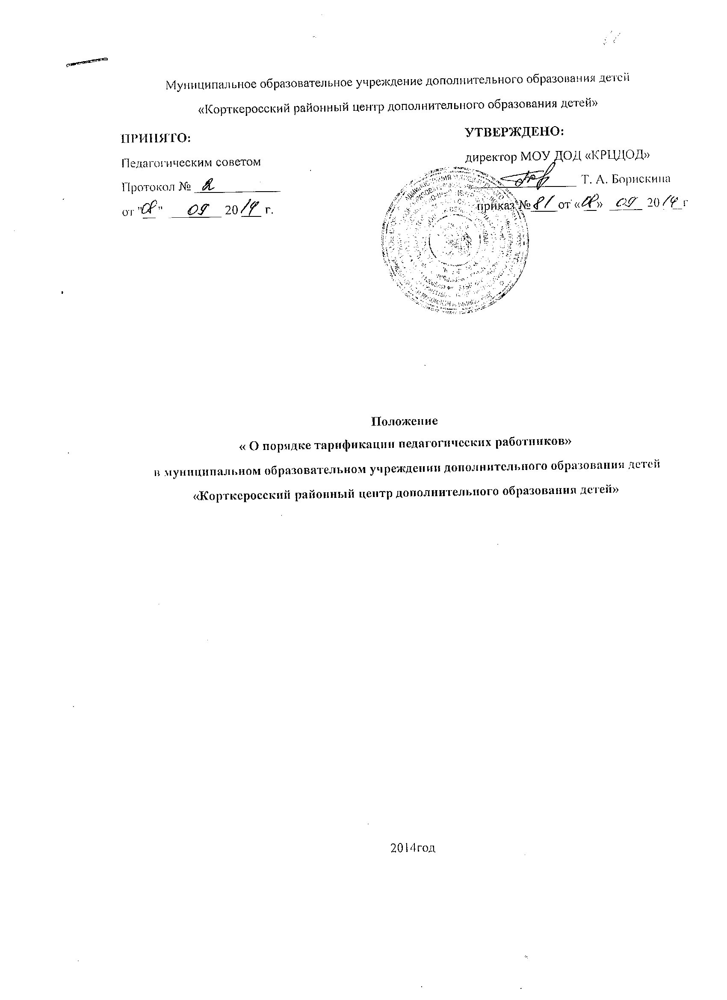 Муниципальное образовательное учреждение дополнительного образования детей
«Корткеросский районный центр дополнительного образования детей»
ПРИНЯТО:
Педагогическим советом
Протокол № 2
от "08" 09 2014 г.
УТВЕРЖДЕНО:
директор МОУ ДОД «КРЦДОД»
Т. А. Борискина
приказ № 81 от «08» 09 2014 г
Положение
« О порядке тарификации педагогических работников»
в муниципальном образовательном учреждении дополнительного образования детей
«Корткеросский районный центр дополнительного образования детей»
2014год